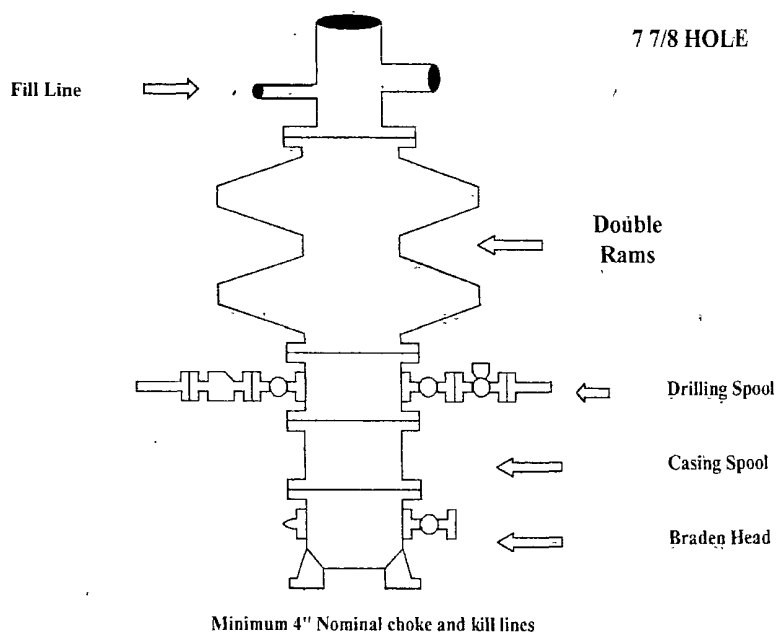 7 7/8 HOLE
Fill Line
Double
Rams
Drilling Spool
Casing Spool
Braden Head
Minimum 4" Nominal choke and kill lines